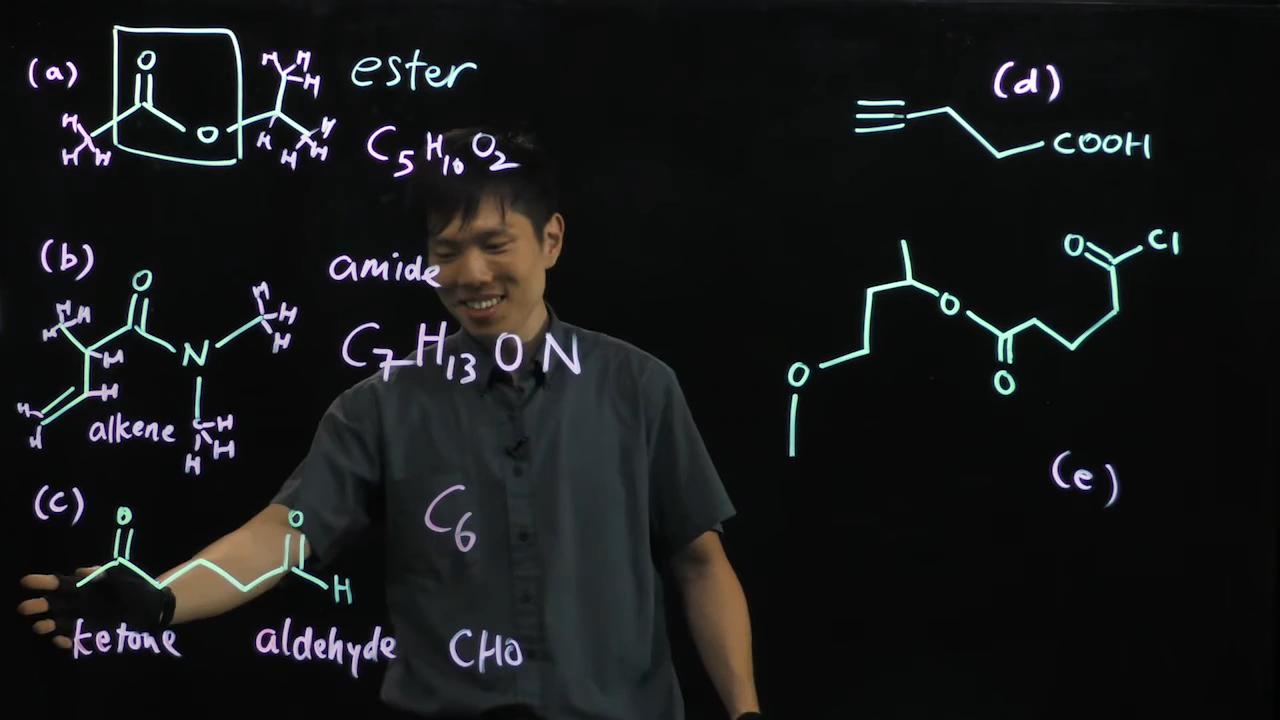 (a)
ester
C5H10O2
(b)
amide
C7H13ON
alkene
(c)
C6
ketone
aldehyde
CHO
(d)
COOH
O
Cl
O
O
O
(e)